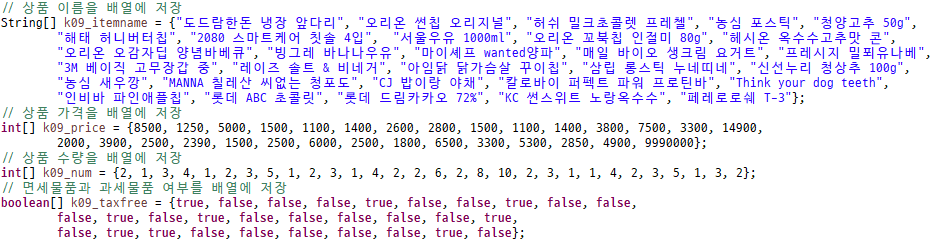 // 상품 이름을 배열에 저장
String[] k09_itemname = {"도드람한돈 냉장 앞다리", "오리온 썬칩 오리지널", "허쉬 밀크초콜렛 프레첼", "농심 포스틱", "청양고추 50g",
"해태 허니버터칩", "2080 스마트케어 칫솔 4입", "서울우유 1000ml", "오리온 꼬북칩 인절미 80g", "헤시온 옥수수고추맛 콘",
"오리온 오감자딥 양념바베큐", "빙그레 바나나우유", "마이셰프 wanted양파", "매일 바이오 생크림 요거트", "프레시지 밀푀유나베",
"3M 베이직 고무장갑 중", "레이즈 솔트 & 비네거", "아임닭 닭가슴살 꾸이칩", "삼립 롱스틱 누네띠네", "신선누리 청상추 100g",
"농심 새우깡", "MANNA 칠레산 씨없는 청포도", "CJ 밥이랑 야채", "칼로바이 퍼펙트 파워 프로틴바", "Think your dog teeth",
"인비바 파인애플칩", "롯데 ABC 초콜릿", "롯데 드림카카오 72%", "KC 썬스위트 노랑옥수수", "페레로로쉐 T-3"};
// 상품 가격을 배열에 저장
int[] k09_price = {8500, 1250, 5000, 1500, 1100, 1400, 2600, 2800, 1500, 1100, 1400, 3800, 7500, 3300, 14900,
2000, 3900, 2500, 2390, 1500, 2500, 6000, 2500, 1800, 6500, 3300, 5300, 2850, 4900, 9990000};
// 상품 수량을 배열에 저장
int[] k09_num = {2, 1, 3, 4, 1, 2, 3, 5, 1, 2, 3, 1, 4, 2, 2, 6, 2, 8, 10, 2, 3, 1, 1, 4, 2, 3, 5, 1, 3, 2};
// 면세물품과 과세물품 여부를 배열에 저장
boolean[] k09_taxfree = {true, false, false, false, true, false, false, true, false, false,
false, true, false, true, false, false, false, false, false, true,
false, true, true, false, false, false, false, false, true, false};